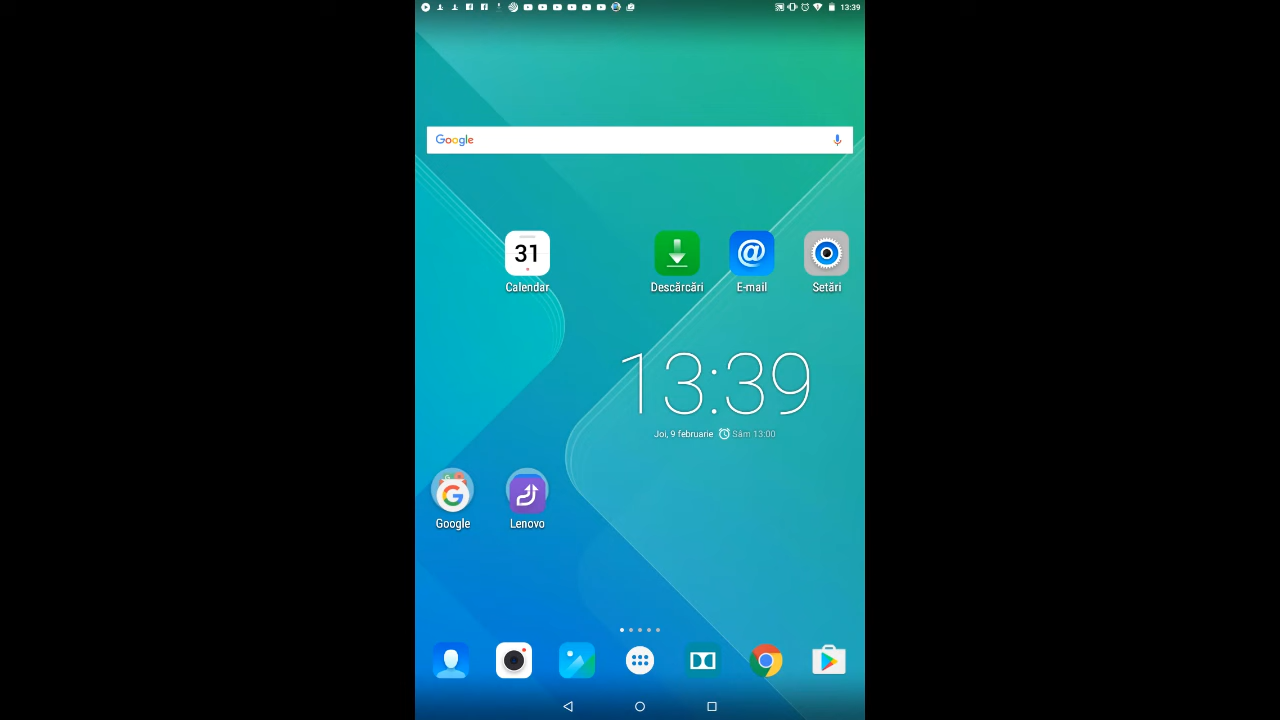 13:39
Google
31
Calendar
Descărcări
@
E-mail
Setări
13:39
Joi, 9 februarie Sâm 13:00
G
Google
Lenovo